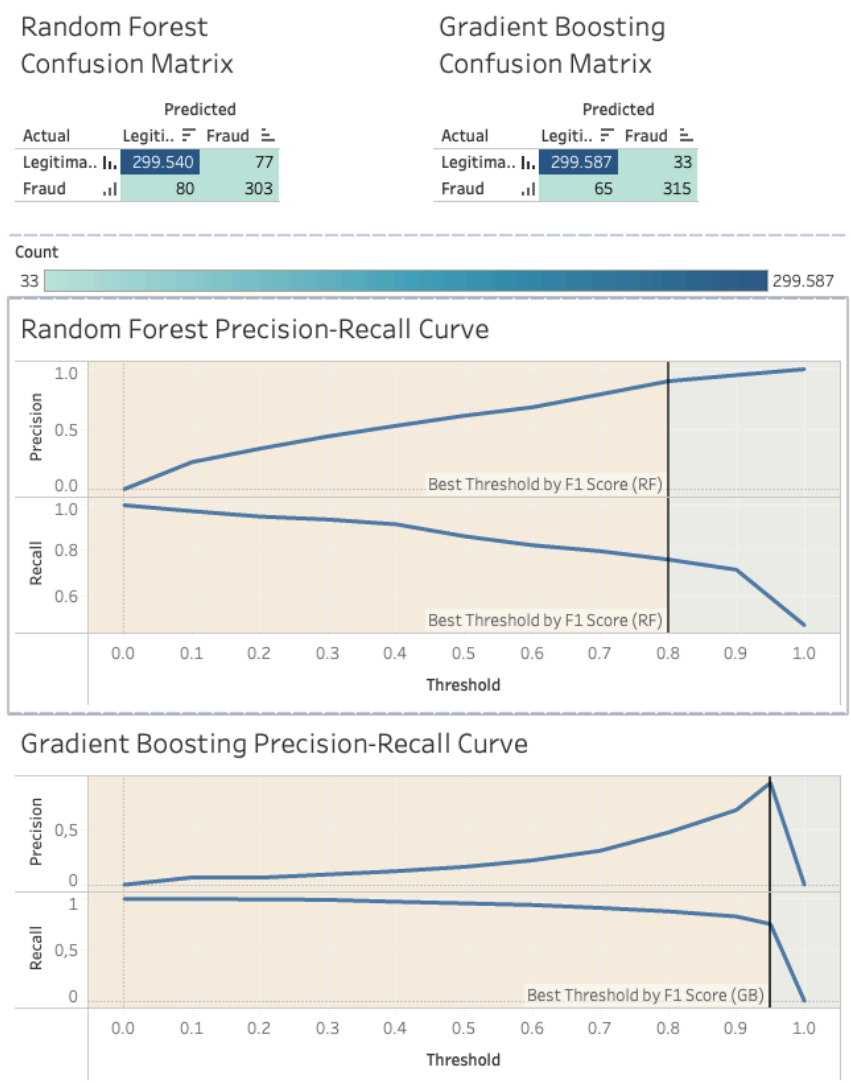 Random Forest
Confusion Matrix
Gradient Boosting
Confusion Matrix
Predicted
Actual Legiti.. Fraud
Legitima.. 299.540 77
Fraud 80 303
Predicted
Actual Legiti.. Fraud
Legitima.. 299.587 33
Fraud 65 315
Count
33 299.587
Random Forest Precision-Recall Curve
Precision
1.0
0.5
0.0
Best Threshold by F1 Score (RF)
Recall
1.0
0.8
0.6
Best Threshold by F1 Score (RF)
0.0 0.1 0.2 0.3 0.4 0.5 0.6 0.7 0.8 0.9 1.0
Threshold
Gradient Boosting Precision-Recall Curve
Precision
0,5
0
Recall
1
0,5
0
Best Threshold by F1 Score (GB)
0.0 0.1 0.2 0.3 0.4 0.5 0.6 0.7 0.8 0.9 1.0
Threshold